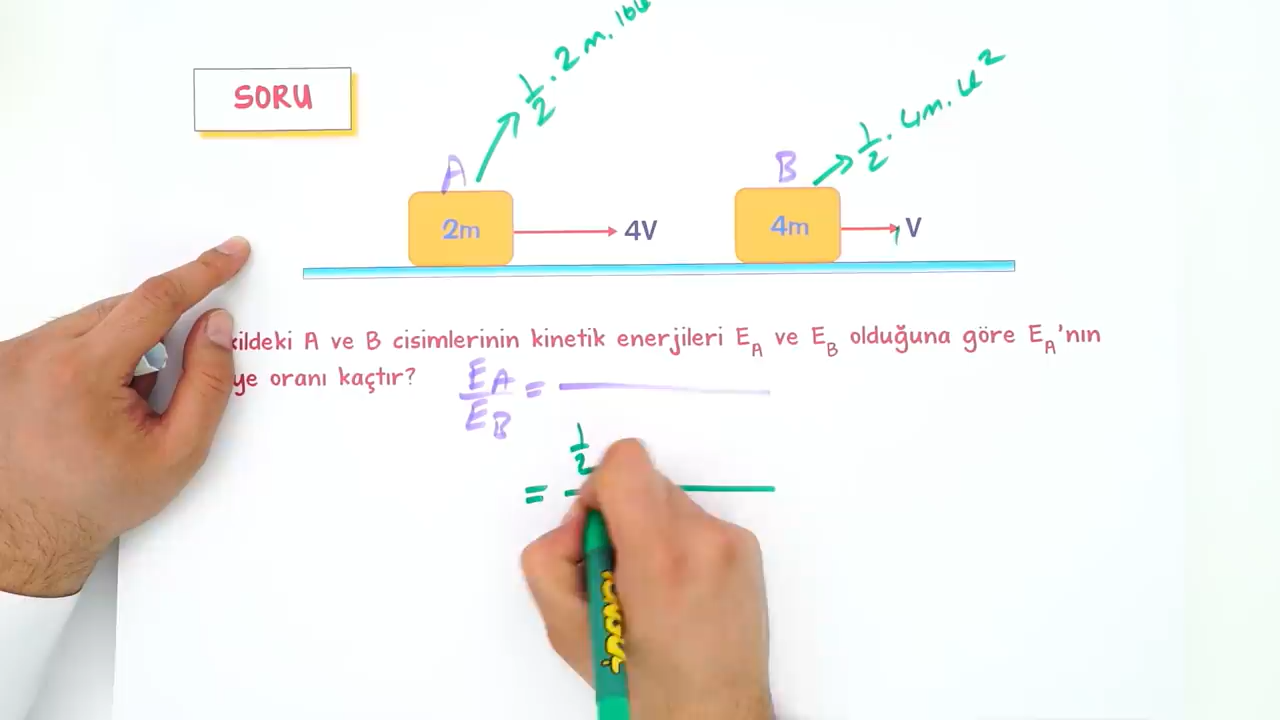 SORU
1/2 . 2m . 16
1/2 . 4m . v²
A
B
2m
4V
4m
V
kildeki A ve B cisimlerinin kinetik enerjileri E_A ve E_B olduğuna göre E_A'nın
ye oranı kaçtır?
E_A/E_B =
= 1/2